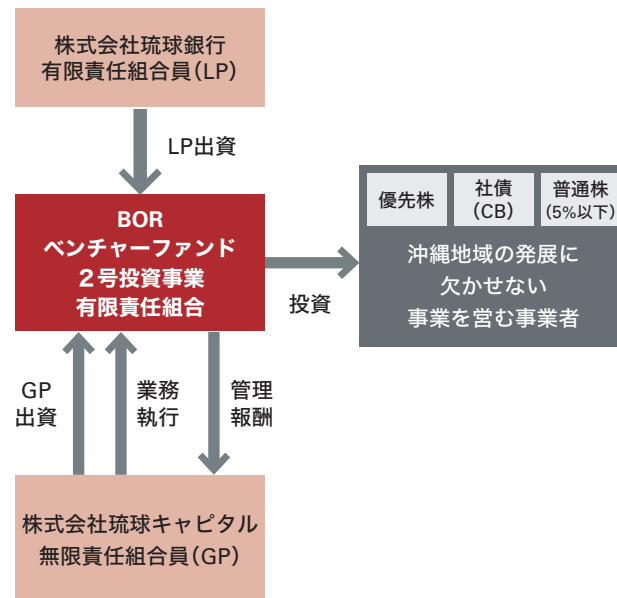 株式会社琉球銀行
有限責任組合員(LP)
LP出資
BOR
ベンチャーファンド
2号投資事業
有限責任組合
投資
優先株
社債
(CB)
普通株
(5%以下)
沖縄地域の発展に
欠かせない
事業を営む事業者
GP
出資
業務
執行
管理
報酬
株式会社琉球キャピタル
無限責任組合員(GP)